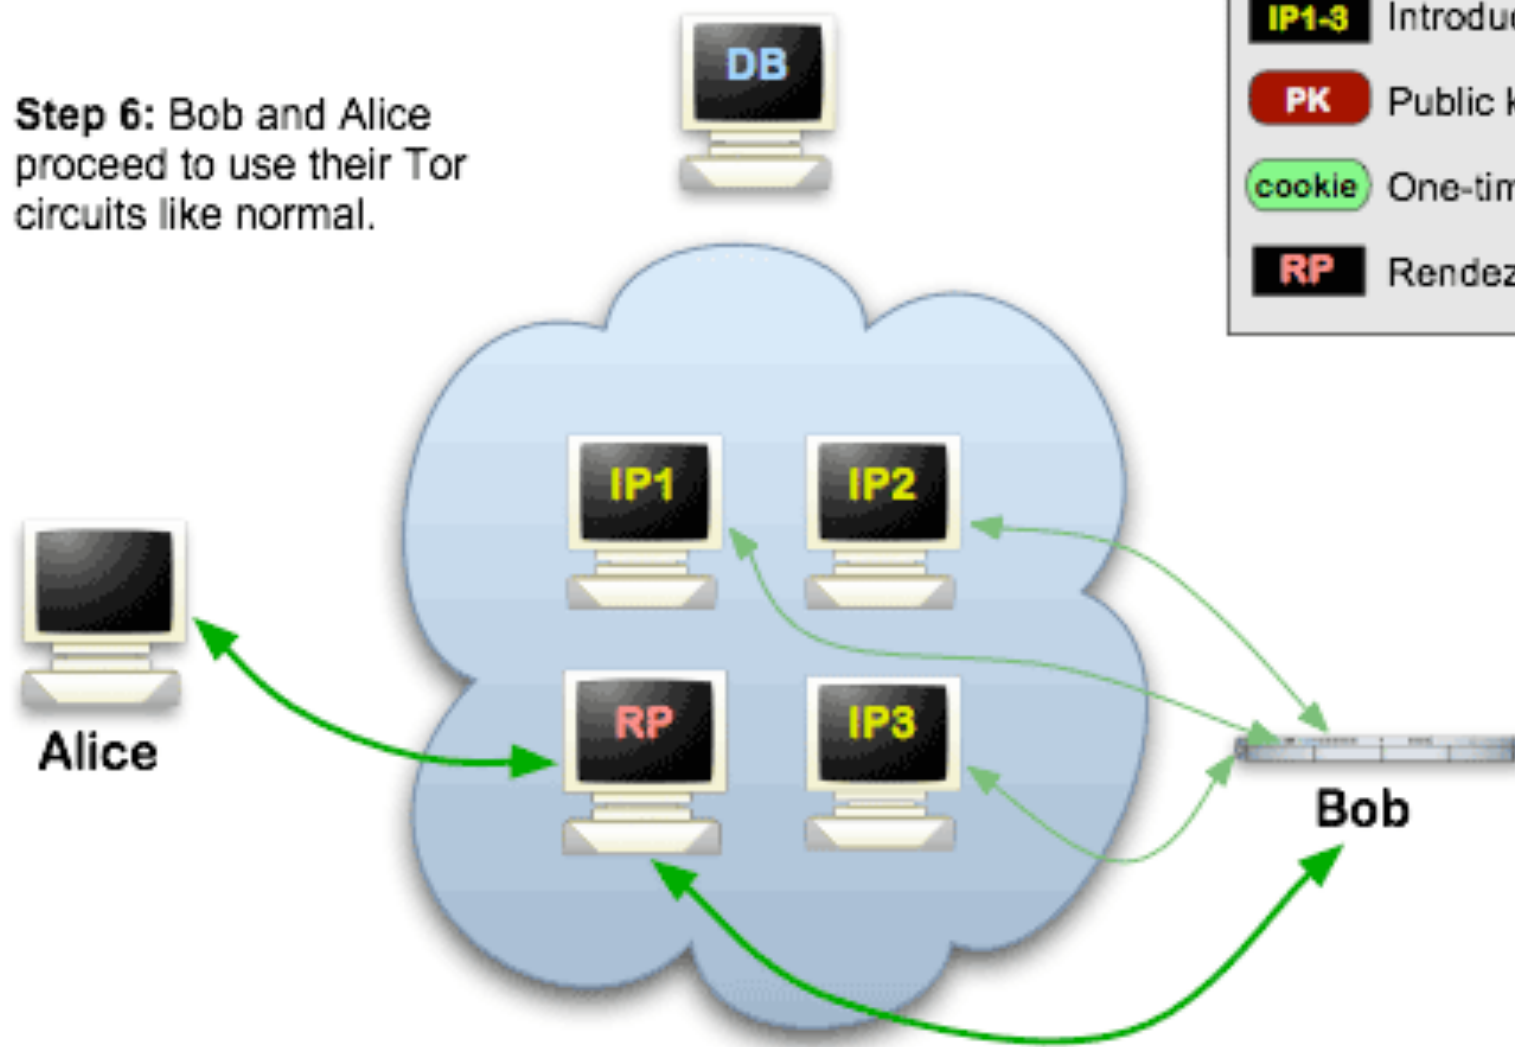 Step 6: Bob and Alice
proceed to use their Tor
circuits like normal.
DB
IP1-3
PK Public
cookie
RP
IP1
IP2
RP
IP3
Alice
Bob